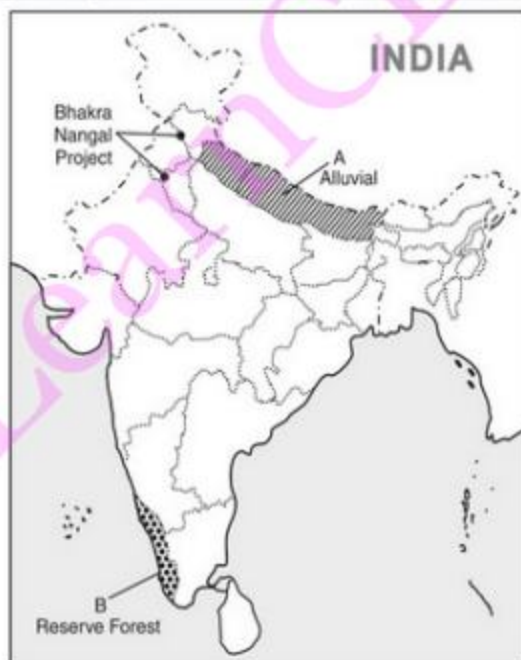 INDIA
Bhakra
Nangal
Project
A
Alluvial
B
Reserve Forest